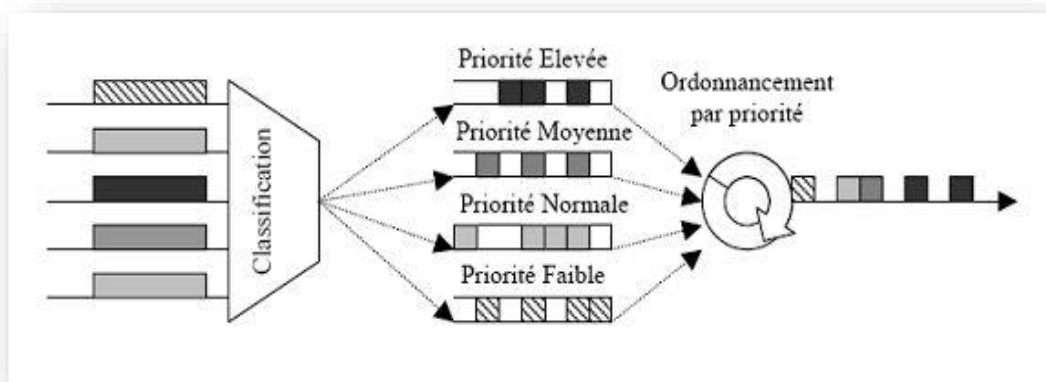 Classification
Priorité Elevée
Priorité Moyenne
Priorité Normale
Priorité Faible
Ordonnancement
par priorité